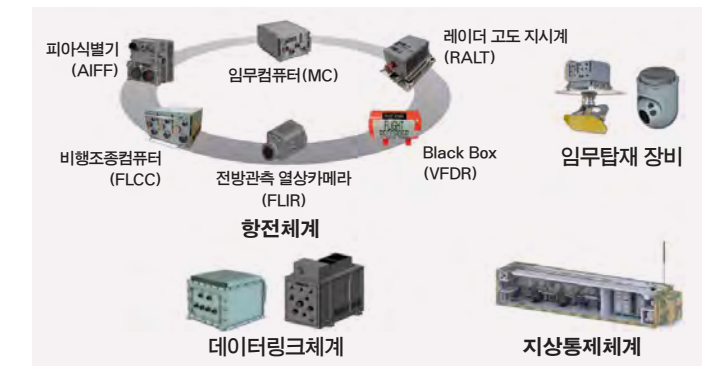 피아식별기
(AIFF)
임무컴퓨터(MC)
레이더 고도 지시계
(RALT)
비행조종컴퓨터
(FLCC)
전방관측 열상카메라
(FLIR)
FLIGHT
RECORDER
Black Box
(VFDR)
항전체계
임무탑재 장비
데이터링크체계
지상통제체계